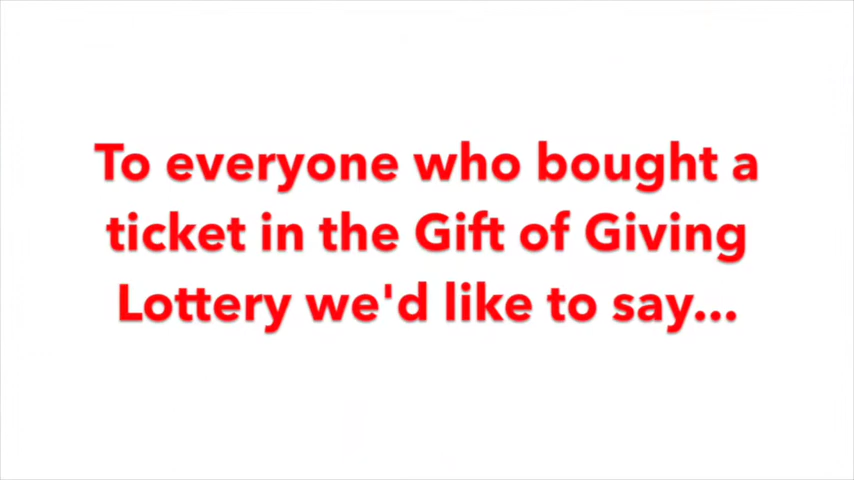 To everyone who bought a
ticket in the Gift of Giving
Lottery we'd like to say...